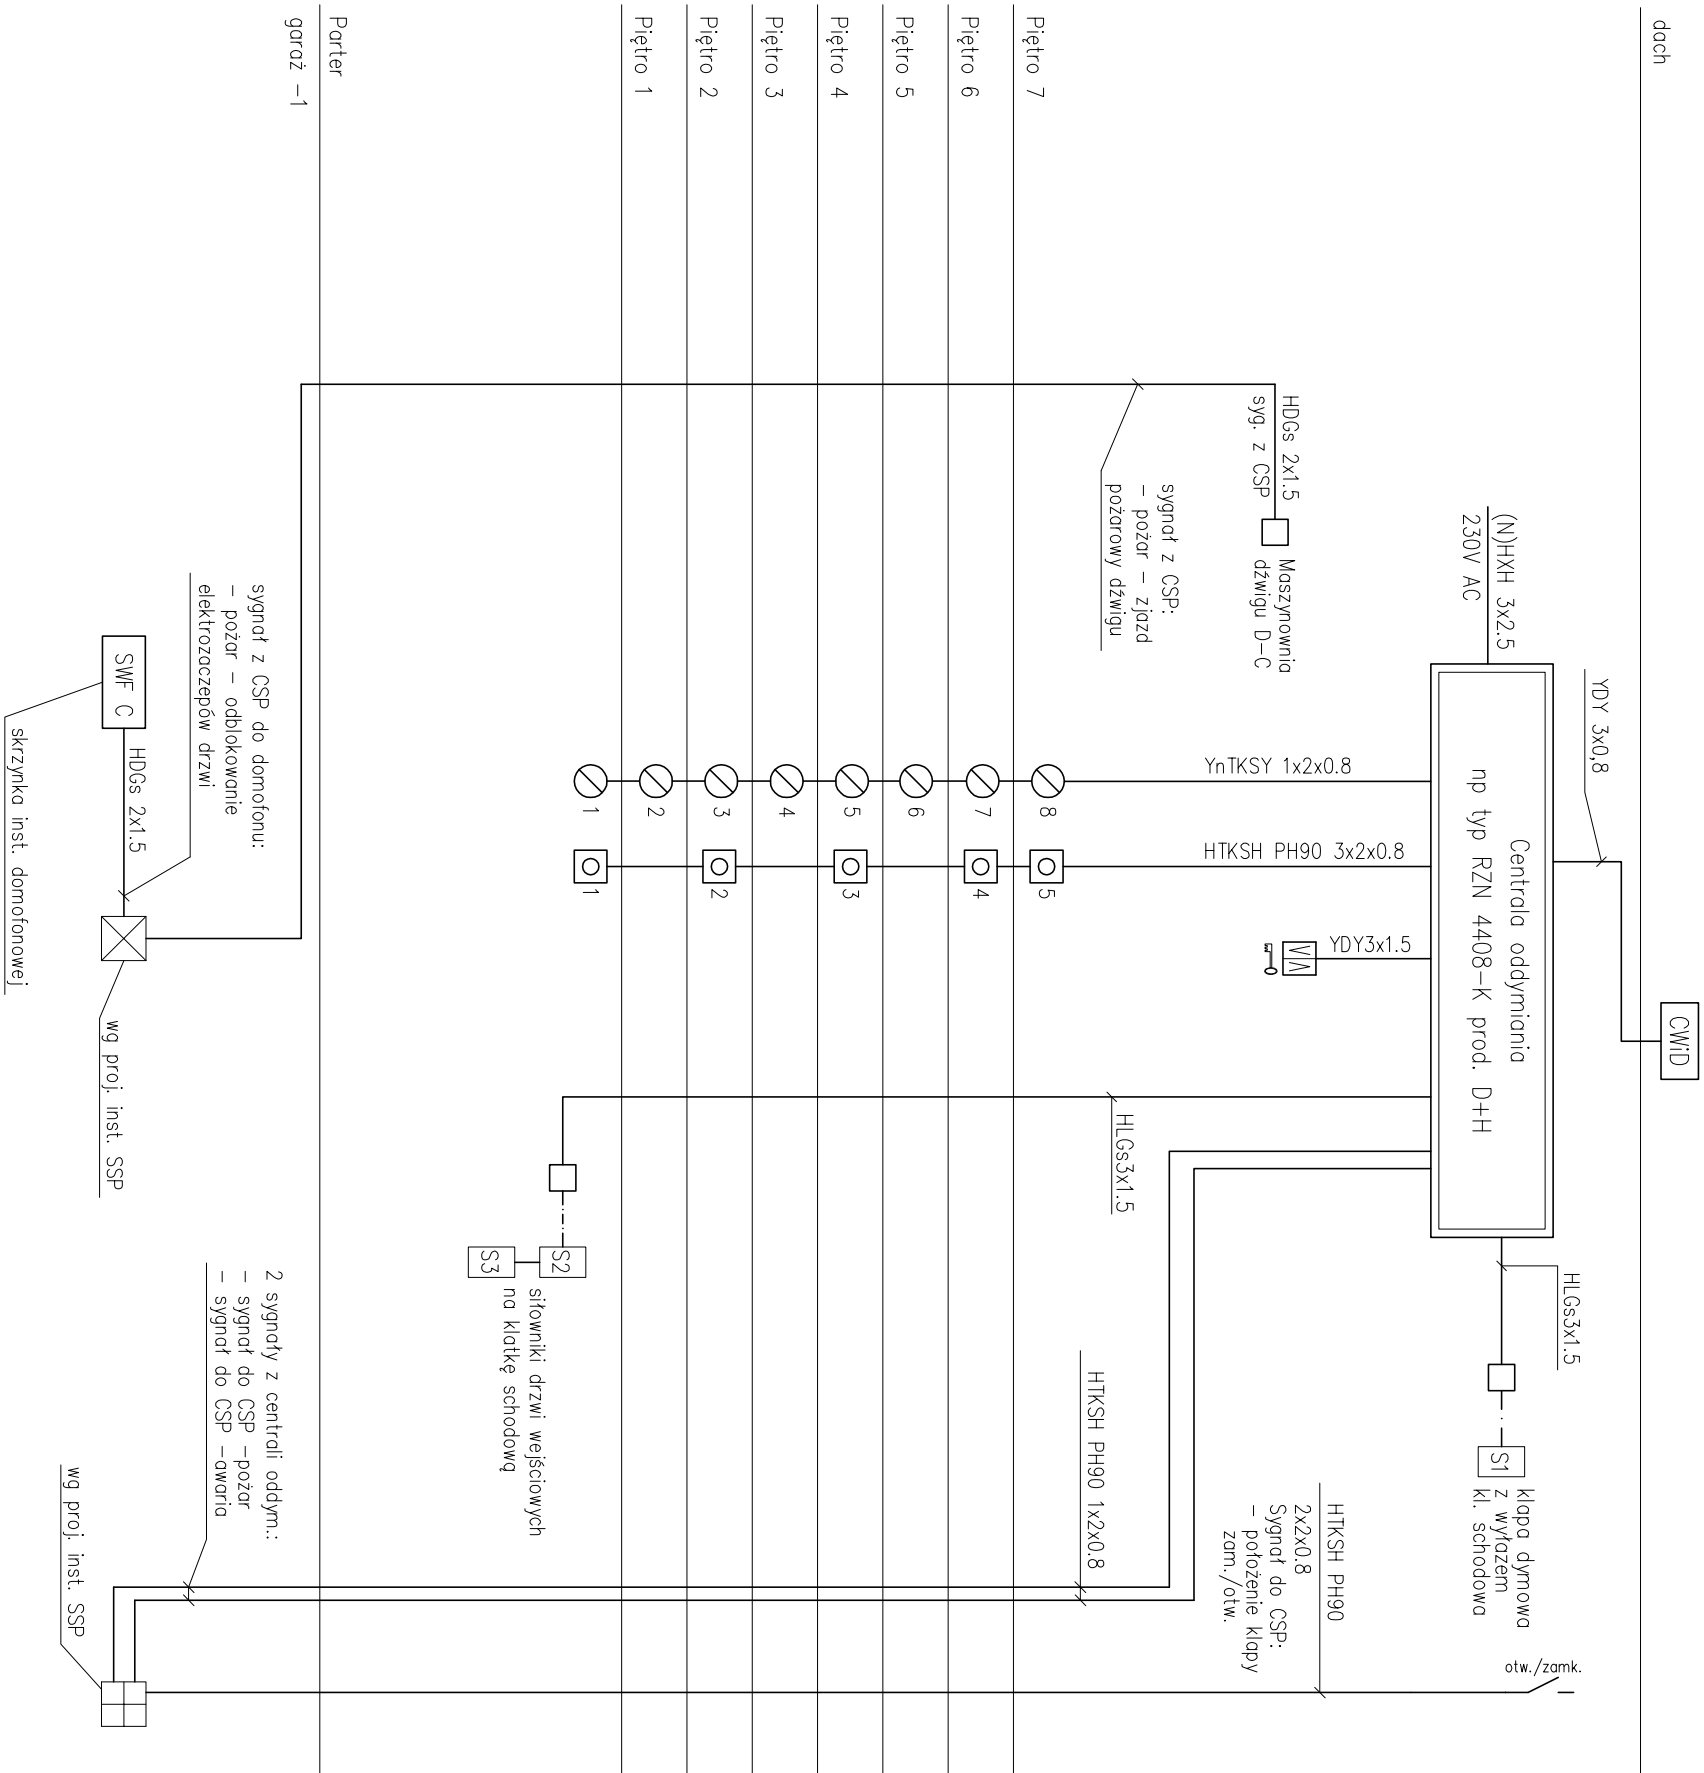 dach
CWiD
YDY 3x0,8
(N)HXH 3x2.5
230V AC
Centrala oddymiania
np typ RZN 4408-K prod. D+H
HLGs3x1.5
S1
klapa dymowa
z wyłazem
kl. schodowa
otw./zamk.
HDGs 2x1.5
syg. z CSP
Maszynownia
dźwigu D-C
sygnał z CSP:
- pożar - zjazd
pożarowy dźwigu
YnTKSY 1x2x0.8
HTKSH PH90 3x2x0.8
YDY3x1.5
HLGs3x1.5
HTKSH PH90 1x2x0.8
HTKSH PH90
2x2x0.8
Sygnał do CSP:
- położenie klapy
zam./otw.
Piętro 7
8
5
Piętro 6
7
4
Piętro 5
6
Piętro 4
5
3
Piętro 3
4
Piętro 2
3
2
Piętro 1
2
1
1
S2
S3
siłowniki drzwi wejściowych
na klatkę schodową
Parter
garaż -1
sygnał z CSP do domofonu:
- pożar - odblokowanie
elektrozaczepów drzwi
2 sygnały z centrali oddym.:
- sygnał do CSP -pożar
- sygnał do CSP -awaria
SWF C
HDGs 2x1.5
wg proj. inst. SSP
wg proj. inst. SSP
skrzynka inst. domofonowej